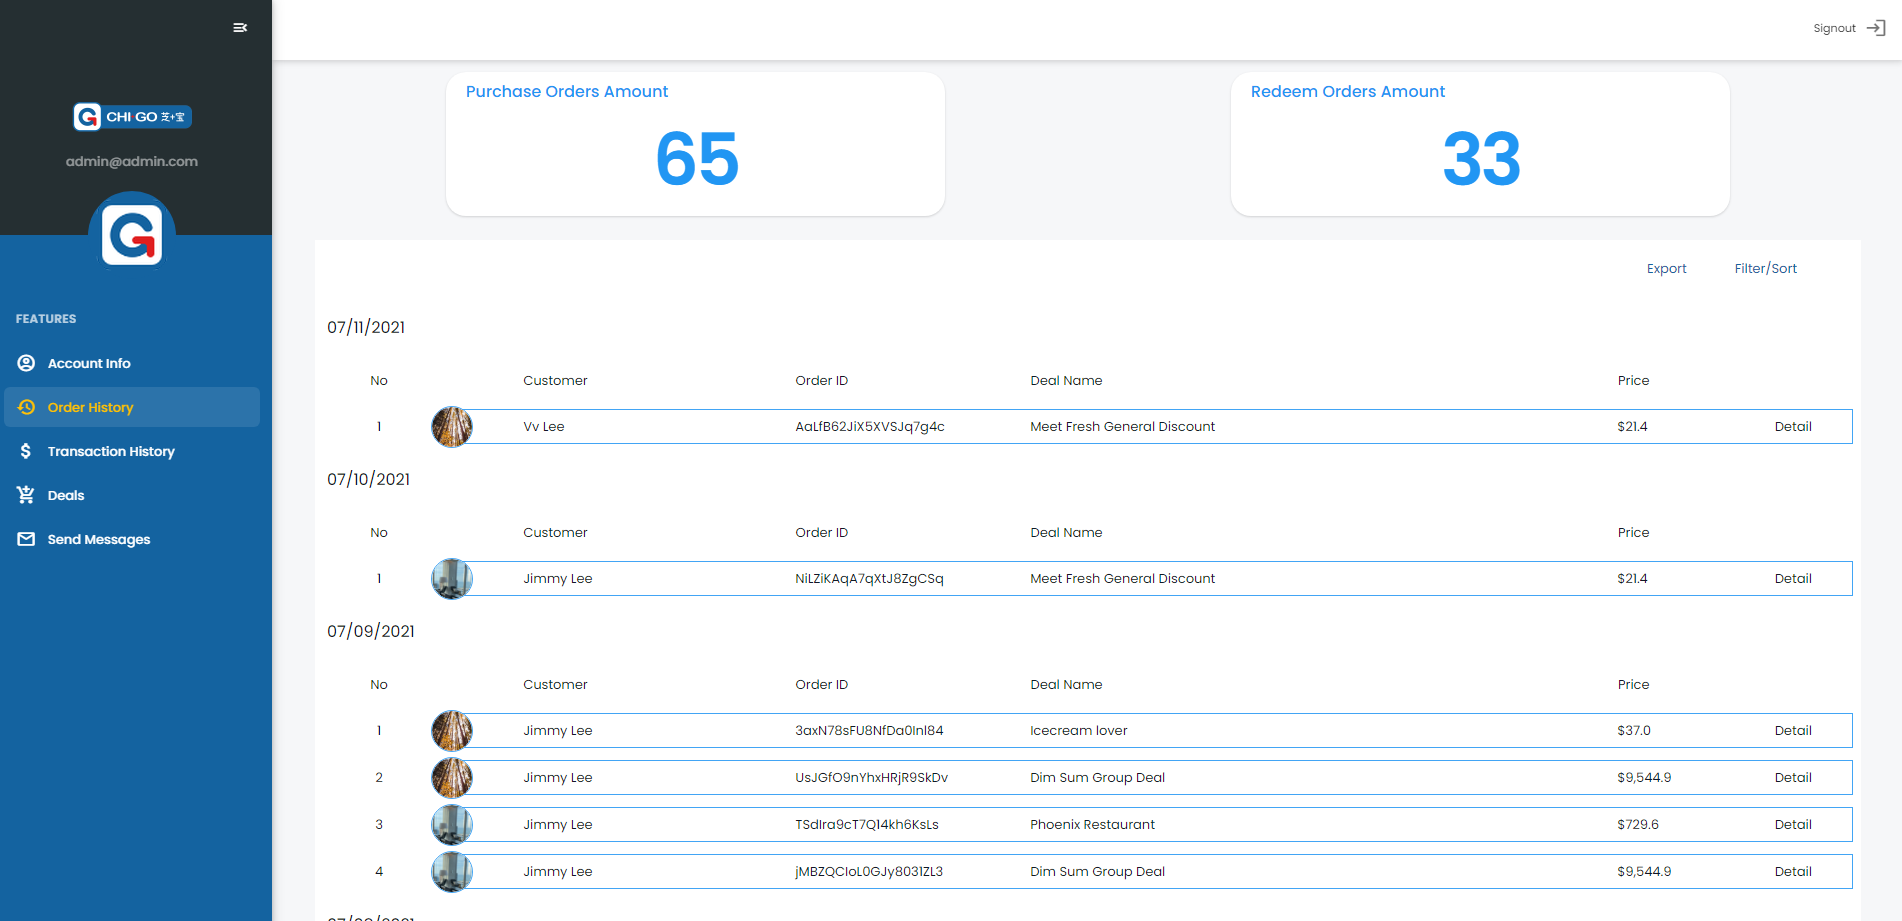 Signout
CHI-GO 芝+宝
admin@admin.com
FEATURES
Account Info
Order History
Transaction History
Deals
Send Messages
Purchase Orders Amount
65
Redeem Orders Amount
33
Export Filter/Sort
07/11/2021
No Customer Order ID Deal Name Price
1 Vv Lee AaLfB62JiX5XVSJq7g4c Meet Fresh General Discount $21.4 Detail
07/10/2021
No Customer Order ID Deal Name Price
1 Jimmy Lee NiLZiKAqA7qXtJ8ZgCSq Meet Fresh General Discount $21.4 Detail
07/09/2021
No Customer Order ID Deal Name Price
1 Jimmy Lee 3axN78sFU8NfDa0Inl84 Icecream lover $37.0 Detail
2 Jimmy Lee UsJGfO9nYhxHRjR9SkDv Dim Sum Group Deal $9,544.9 Detail
3 Jimmy Lee TSdIra9cT7Q14kh6KsLs Phoenix Restaurant $729.6 Detail
4 Jimmy Lee jMBZQCIoL0GJy8031ZL3 Dim Sum Group Deal $9,544.9 Detail